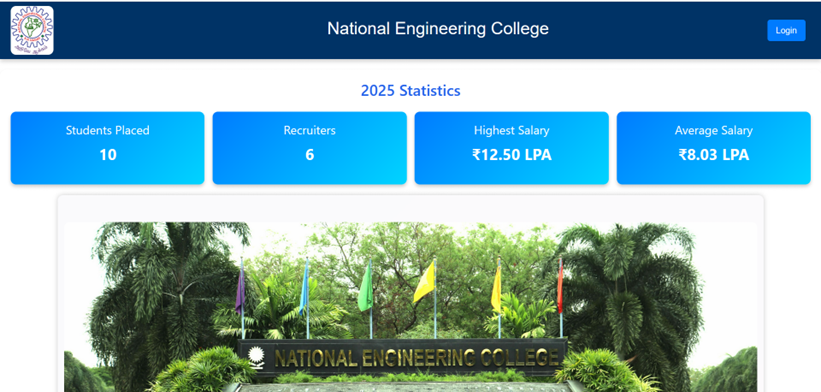 National Engineering College
Login
2025 Statistics
Students Placed
10
Recruiters
6
Highest Salary
₹12.50 LPA
Average Salary
₹8.03 LPA
NATIONAL ENGINEERING COLLEGE